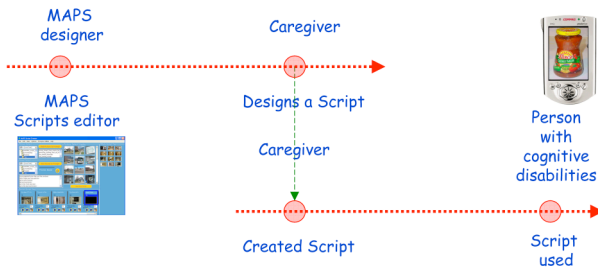 MAPS
designer
Caregiver
MAPS
Scripts editor
Designs a Script
Caregiver
Person
with
cognitive
disabilities
Created Script
Script
used